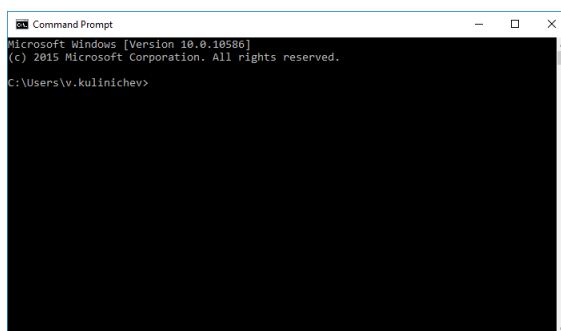 Command Prompt
Microsoft Windows [Version 10.0.10586]
(c) 2015 Microsoft Corporation. All rights reserved.
C:\Users\v.kulinichev>